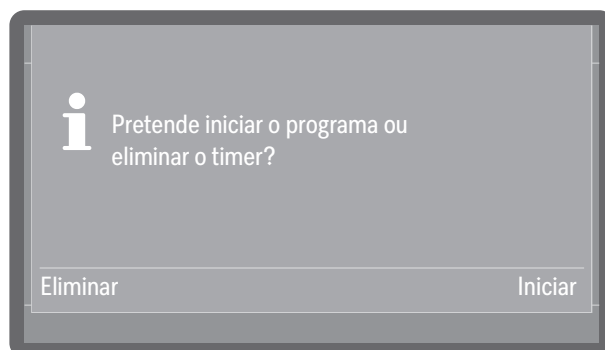 Pretende iniciar o programa ou
eliminar o timer?
Eliminar Iniciar